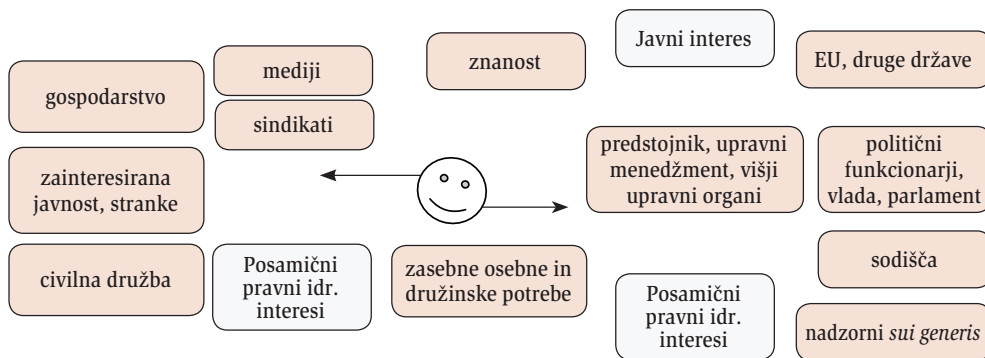 gospodarstvo
mediji
sindikati
znanost
Javni interes
EU, druge države
zainteresirana
javnost, stranke
predstojnik, upravni
menedžment, višji
upravni organi
politični
funkcionarji,
vlada, parlament
civilna družba
Posamični
pravni idr.
interesi
zasebne osebne in
družinske potrebe
Posamični
pravni idr.
interesi
sodišča
nadzorni sui generis